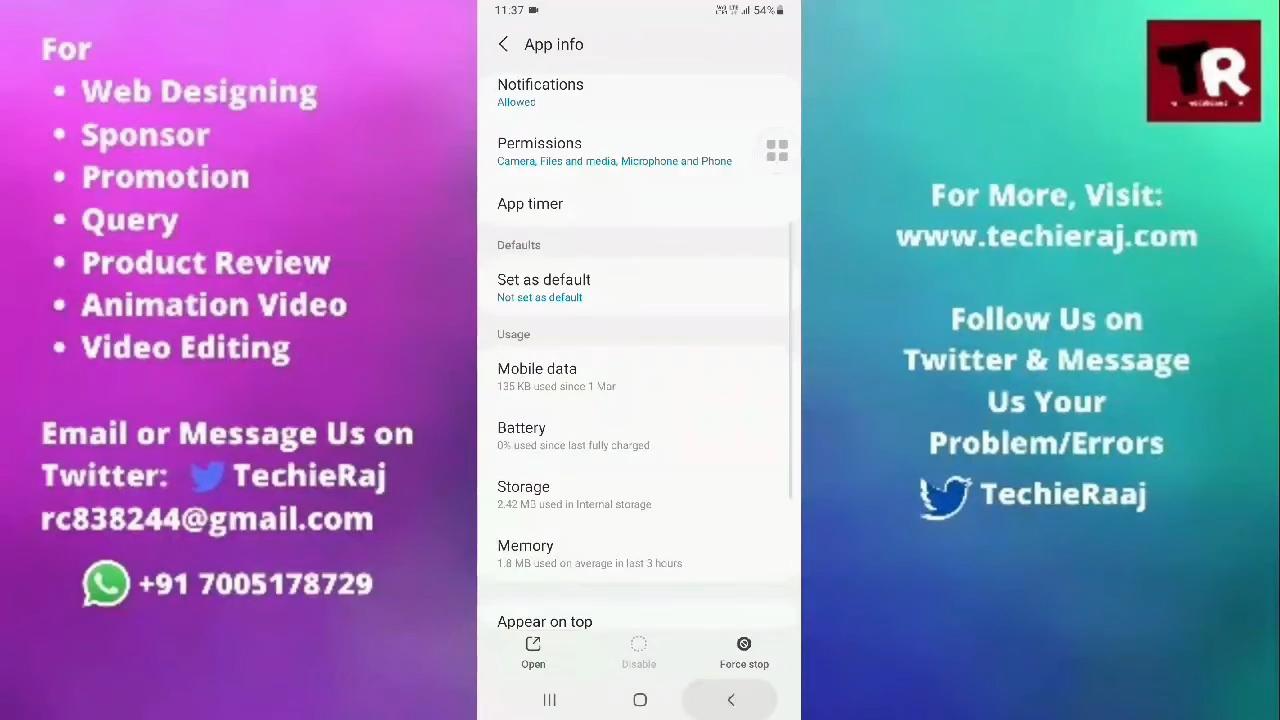 For
• Web Designing
• Sponsor
• Promotion
• Query
• Product Review
• Animation Video
• Video Editing
Email or Message Us on
Twitter: TechieRaj
rc838244@gmail.com
+91 7005178729
11.37
54%
App info
Notifications
Allowed
Permissions
Camera, Files and media, Microphone and Phone
App timer
Defaults
Set as default
Not set as default
Usage
Mobile data
135 KB used since 1 Mar
Battery
0% used since last fully charged
Storage
2.42 MB used in Internal storage
Memory
1.8 MB used on average in last 3 hours
Appear on top
Open
Disable
Force stop
TR
For More, Visit:
www.techieraj.com
Follow Us on
Twitter & Message
Us Your
Problem/Errors
TechieRaaj